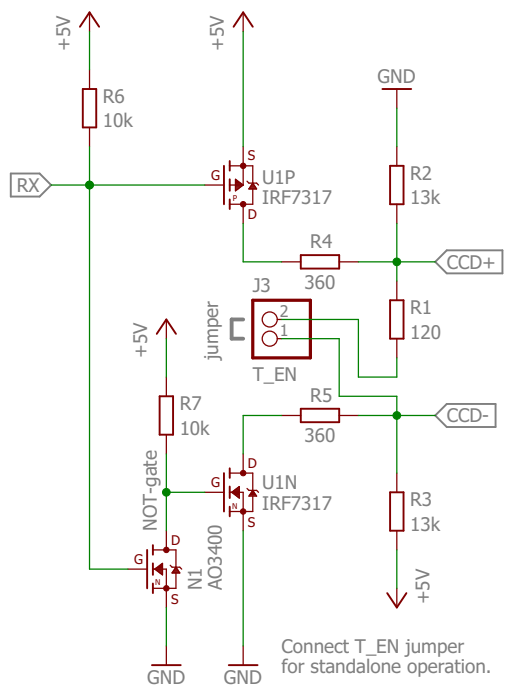 +5V
+5V
GND
R6
10k
S
G
U1P
R2
RX
IRF7317
13k
P
D
R4
CCD+
360
J3
R1
2
120
1
jumper
+5V
T_EN
R5
R7
CCD-
10k
360
D
NOT-gate
G
U1N
R3
N
IRF7317
13k
S
D
G
N
N1
AO3400
S
+5V
GND
GND
Connect T_EN jumper
for standalone operation.